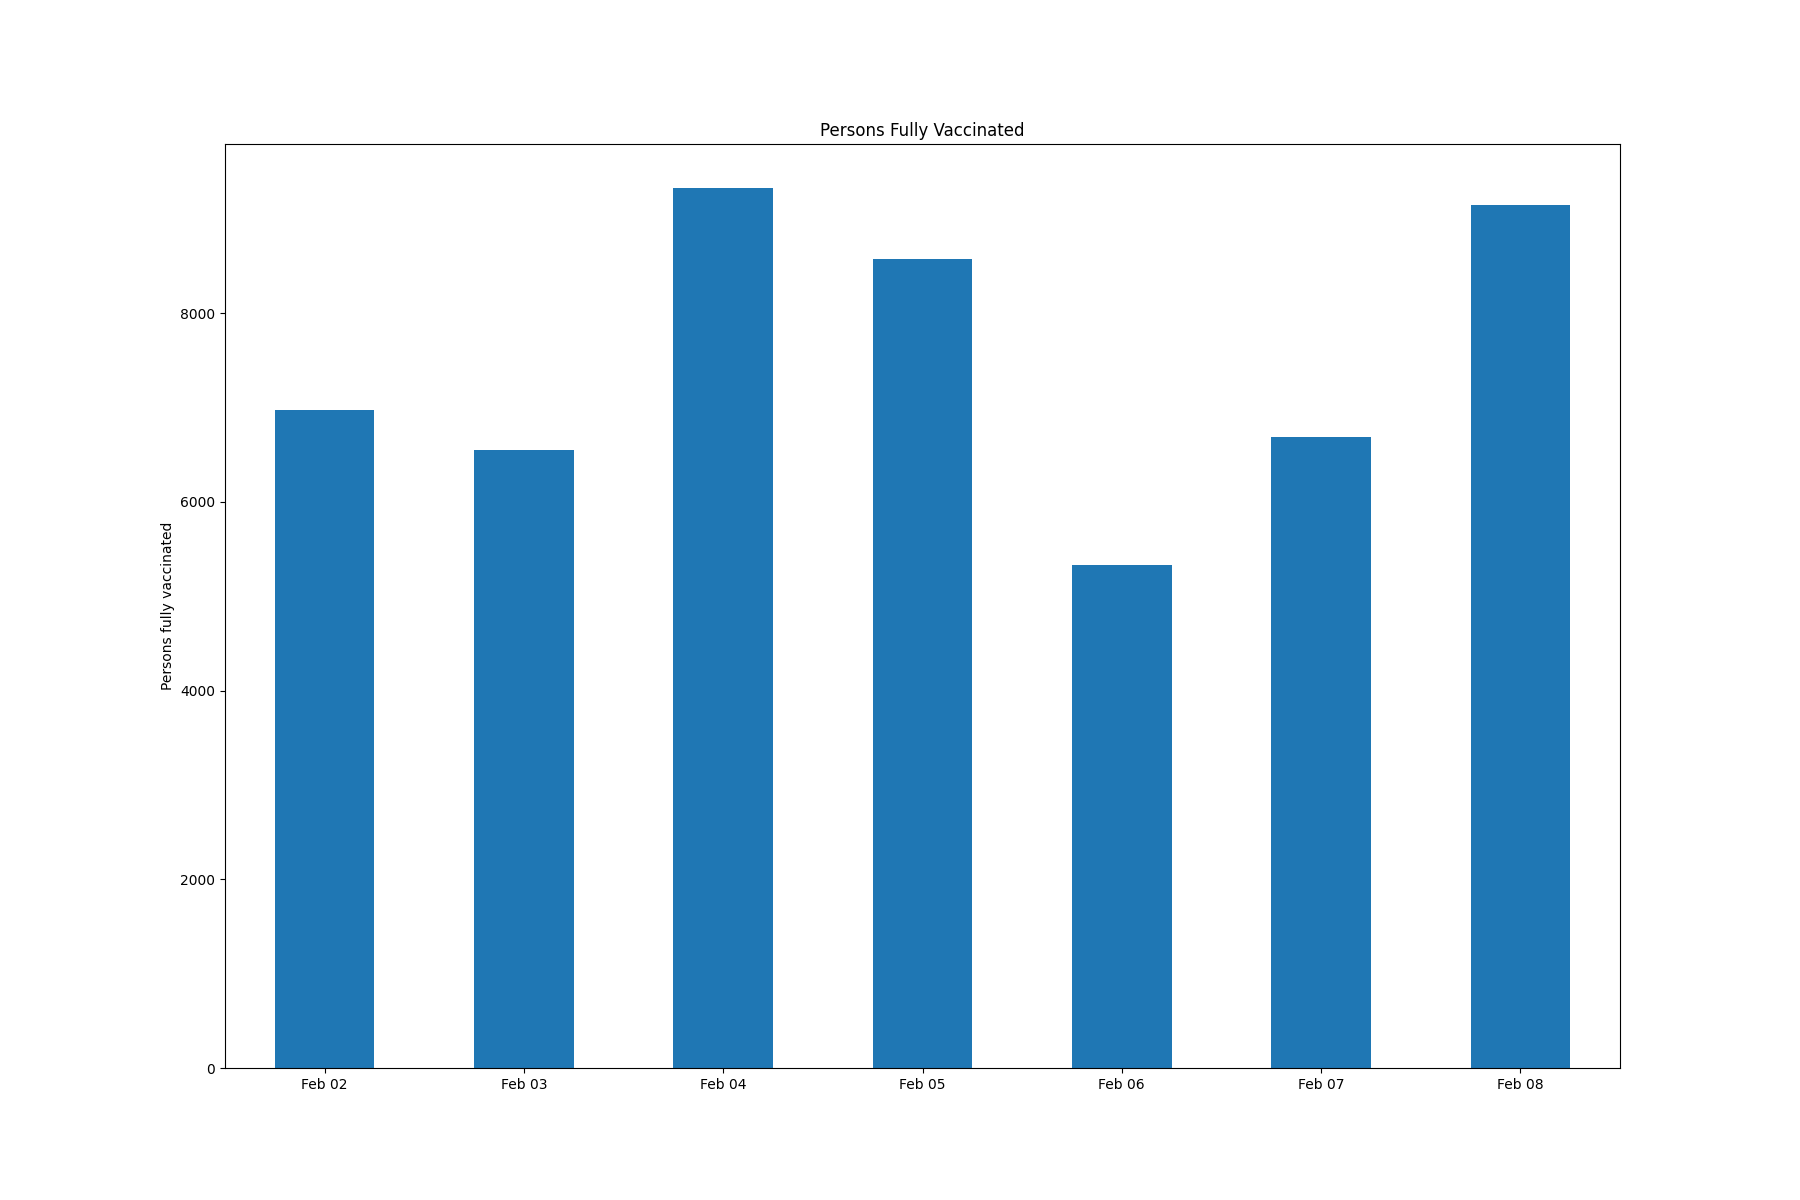 Persons Fully Vaccinated
Persons fully vaccinated
8000
6000
4000
2000
0
Feb 02
Feb 03
Feb 04
Feb 05
Feb 06
Feb 07
Feb 08